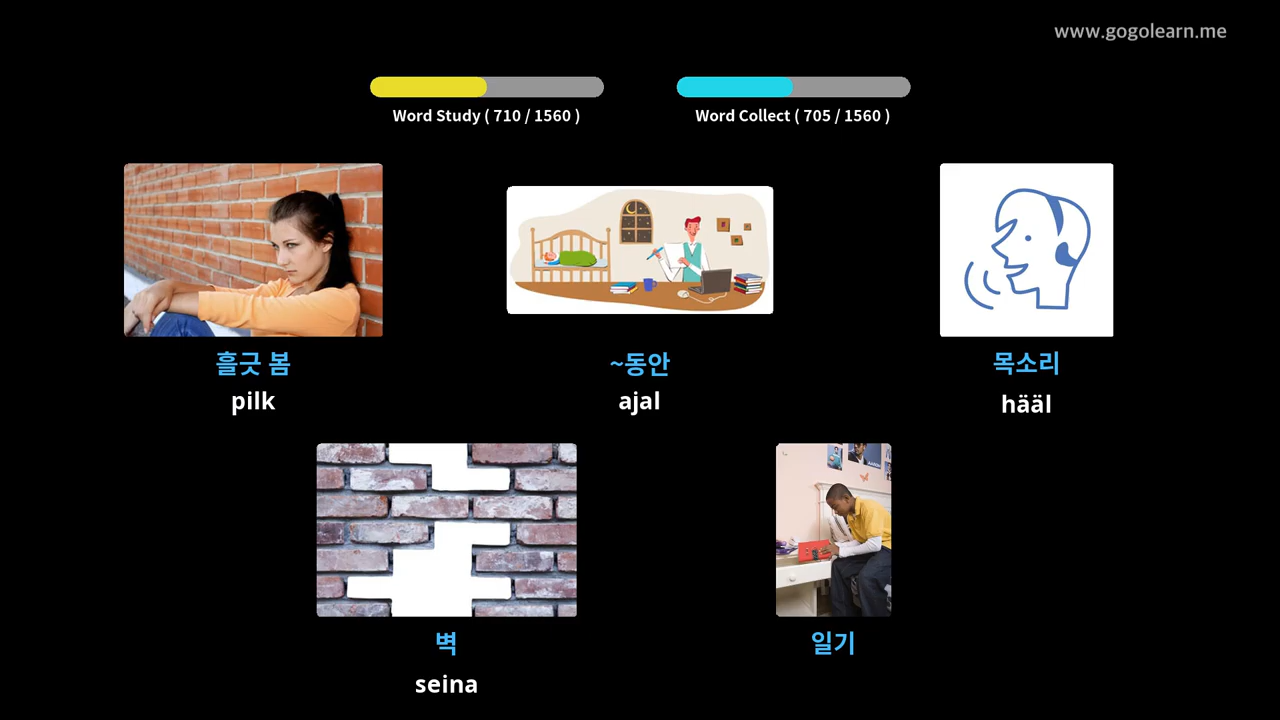 www.gogolearn.me
Word Study ( 710 / 1560 )
Word Collect ( 705 / 1560 )
흘긋 봄
pilk
~동안
ajal
목소리
hääl
벽
seina
일기